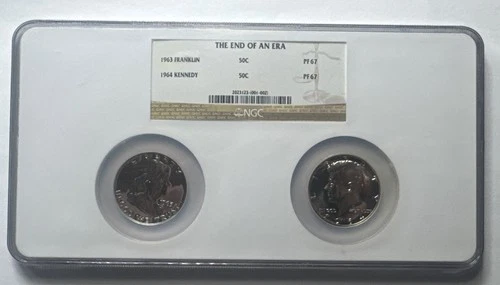 THE END OF AN ERA
1963 FRANKLIN 50C PF 67
1964 KENNEDY 50C PF 67
NGC